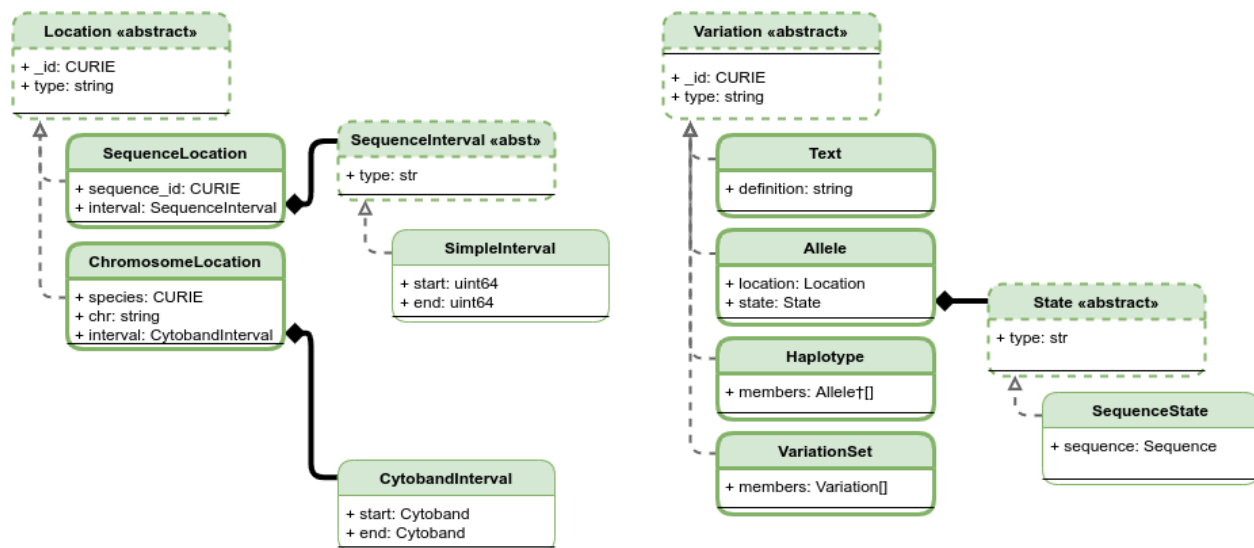 Location «abstract»
+ _id: CURIE
+ type: string
SequenceLocation
+ sequence_id: CURIE
+ interval: SequenceInterval
ChromosomeLocation
+ species: CURIE
+ chr: string
+ interval: CytobandInterval
SequenceInterval «abst»
+ type: str
SimpleInterval
+ start: uint64
+ end: uint64
CytobandInterval
+ start: Cytoband
+ end: Cytoband
Variation «abstract»
+ _id: CURIE
+ type: string
Text
+ definition: string
Allele
+ location: Location
+ state: State
Haplotype
+ members: Allele†[]
VariationSet
+ members: Variation[]
State «abstract»
+ type: str
SequenceState
+ sequence: Sequence